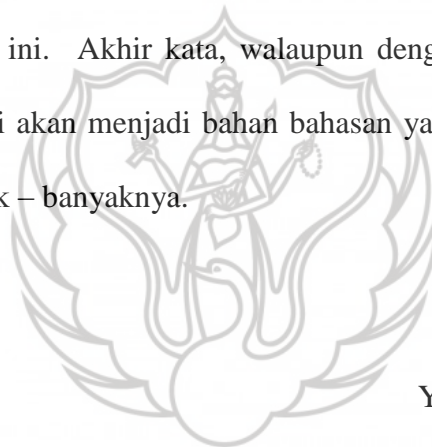 ini. Akhir kata, walaupun deng
akan menjadi bahan bahasan ya
– banyaknya.
Y